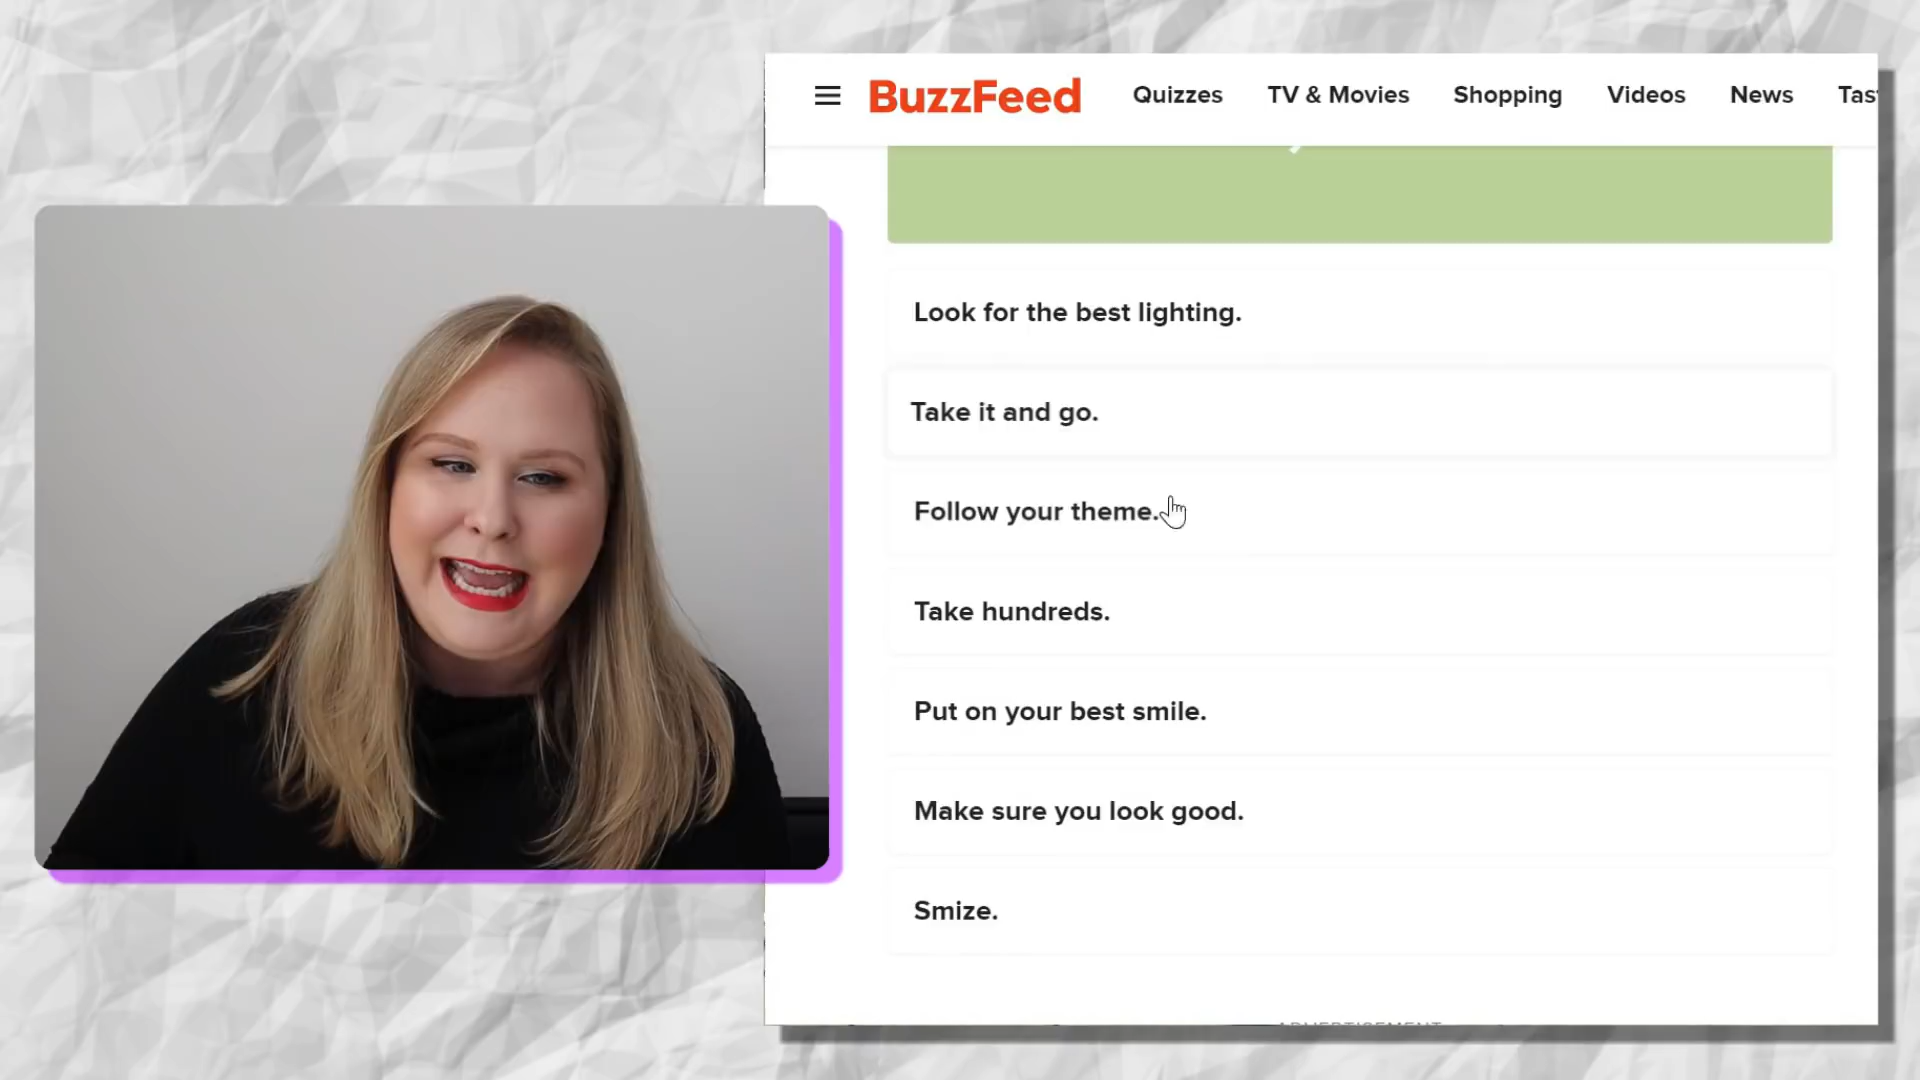 BuzzFeed Quizzes TV & Movies Shopping Videos News Tas
Look for the best lighting.
Take it and go.
Follow your theme.
Take hundreds.
Put on your best smile.
Make sure you look good.
Smize.